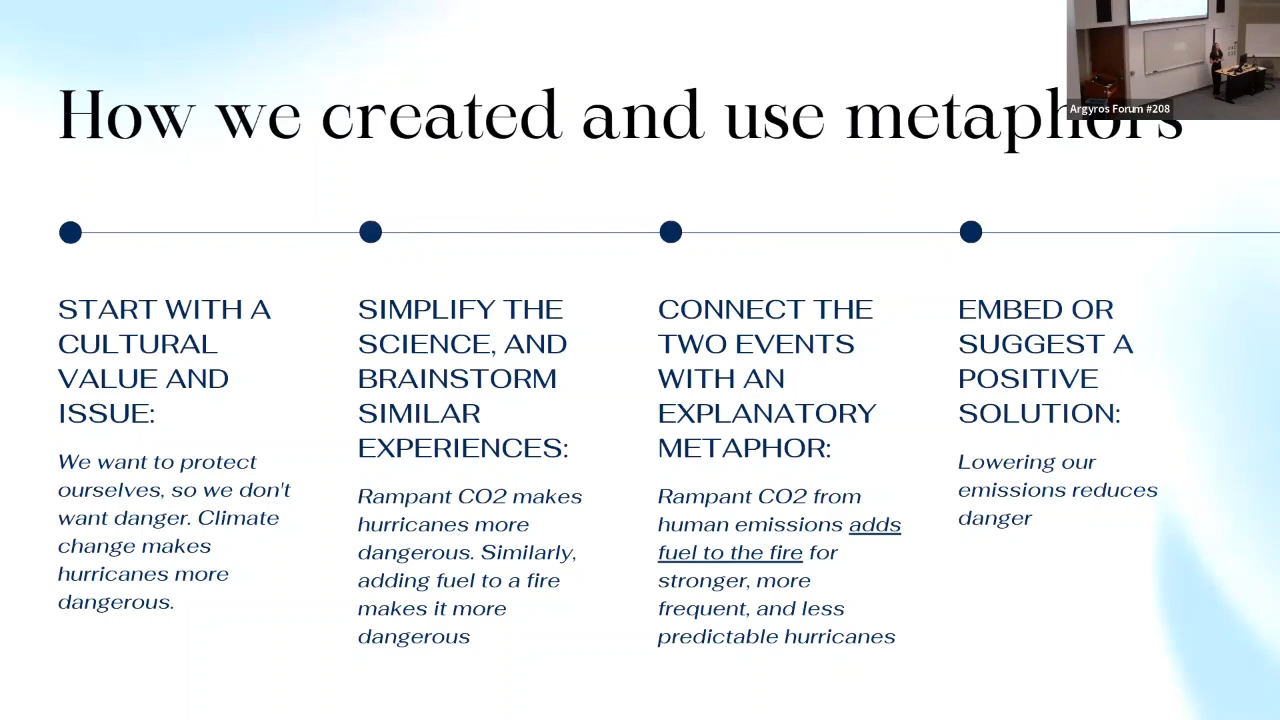 How we created and use metaphors
Argyros Forum #208
START WITH A
CULTURAL
VALUE AND
ISSUE:
We want to protect
ourselves, so we don't
want danger. Climate
change makes
hurricanes more
dangerous.
SIMPLIFY THE
SCIENCE, AND
BRAINSTORM
SIMILAR
EXPERIENCES:
Rampant CO2 makes
hurricanes more
dangerous. Similarly,
adding fuel to a fire
makes it more
dangerous
CONNECT THE
TWO EVENTS
WITH AN
EXPLANATORY
METAPHOR:
Rampant CO2 from
human emissions adds
fuel to the fire for
stronger, more
frequent, and less
predictable hurricanes
EMBED OR
SUGGEST A
POSITIVE
SOLUTION:
Lowering our
emissions reduces
danger